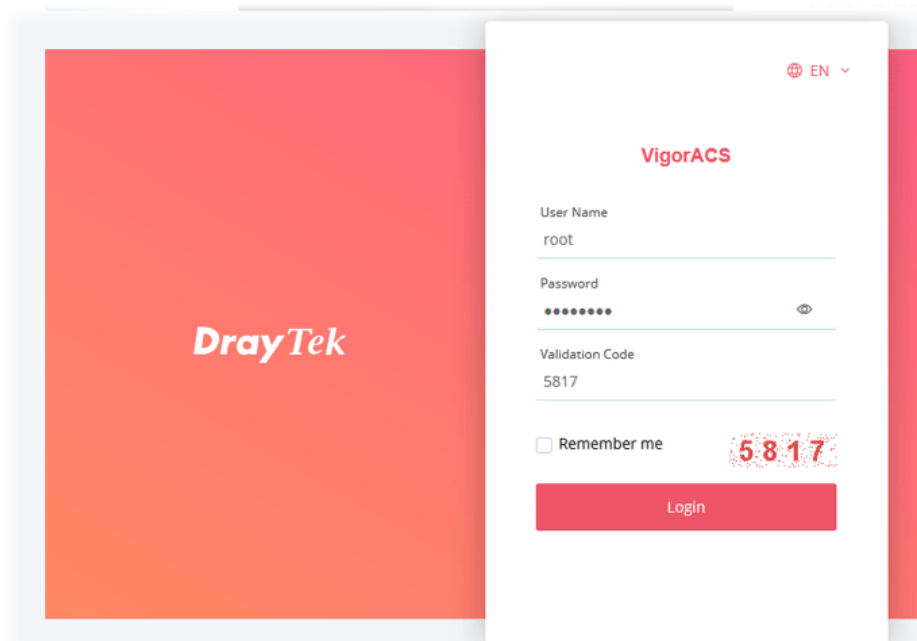 EN
VigorACS
User Name
root
Password
••••••••
Validation Code
5817
DrayTek
Remember me
5817
Login